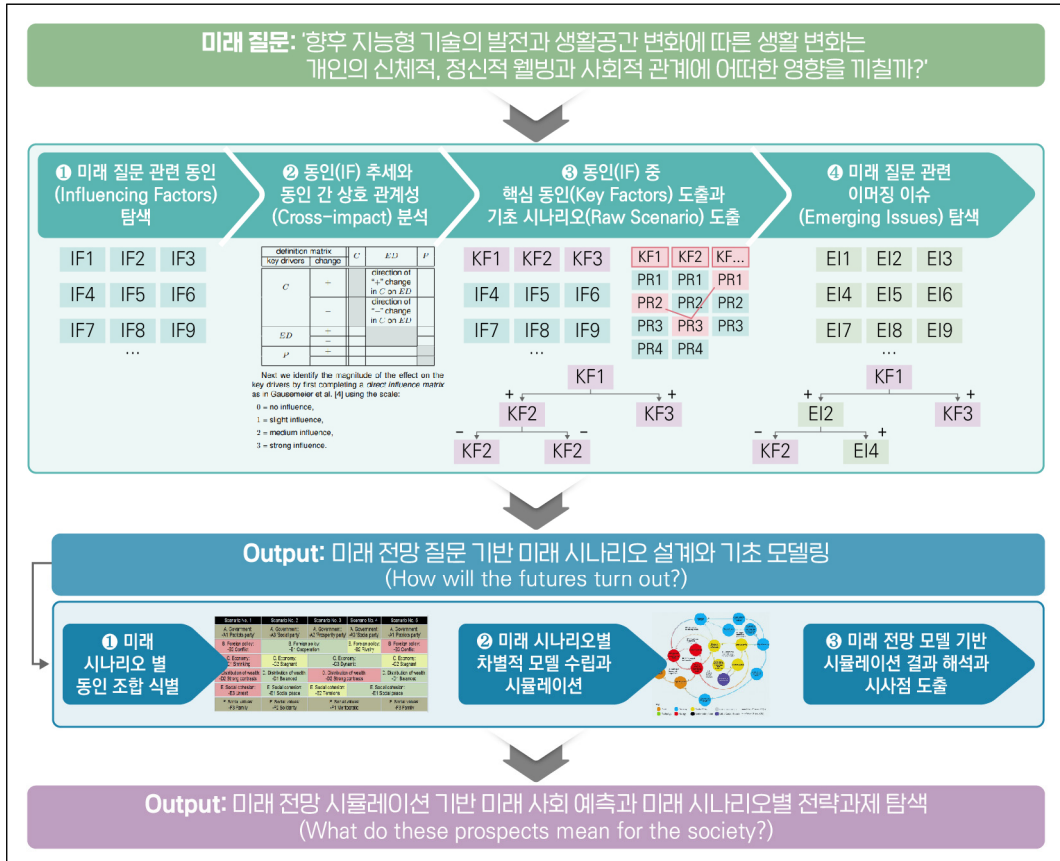 미래 질문: '향후 지능형 기술의 발전과 생활공간 변화에 따른 생활 변화는
개인의 신체적, 정신적 웰빙과 사회적 관계에 어떠한 영향을 끼칠까?'
❶ 미래 질문 관련 동인
(Influencing Factors)
탐색
❷ 동인(IF) 추세와
동인 간 상호 관계성
(Cross-impact) 분석
❸ 동인(IF) 중
핵심 동인(Key Factors) 도출과
기초 시나리오(Raw Scenario) 도출
❹ 미래 질문 관련
이머징 이슈
(Emerging Issues) 탐색
IF1 IF2 IF3
IF4 IF5 IF6
IF7 IF8 IF9
...
definition matrix C ED P
key drivers change
C − direction of
"+" change
in C on ED
− direction of
"−" change
in C on ED
ED −
−
P −
Next we identify the magnitude of the effect on the
key drivers by first completing a direct influence matrix
as in Gausemeier et al. [4] using the scale:
0 = no influence,
1 = slight influence,
2 = medium influence,
3 = strong influence.
KF1 KF2 KF3
IF4 IF5 IF6
IF7 IF8 IF9
...
KF1 KF2 KF...
PR1 PR1 PR1
PR2 PR2 PR2
PR3 PR3 PR3
PR4 PR4
KF1
+ +
KF2 KF3
− −
KF2 KF2
EI1 EI2 EI3
EI4 EI5 EI6
EI7 EI8 EI9
...
KF1
+ +
EI2 KF3
− +
KF2 EI4
Output: 미래 전망 질문 기반 미래 시나리오 설계와 기초 모델링
(How will the futures turn out?)
❶ 미래
시나리오 별
동인 조합 식별
Scenario No. 1 Scenario No. 2 Scenario No. 3 Scenario No. 4 Scenario No. 5
❷ 미래 시나리오별
차별적 모델 수립과
시뮬레이션
❸ 미래 전망 모델 기반
시뮬레이션 결과 해석과
시사점 도출
Output: 미래 전망 시뮬레이션 기반 미래 사회 예측과 미래 시나리오별 전략과제 탐색
(What do these prospects mean for the society?)